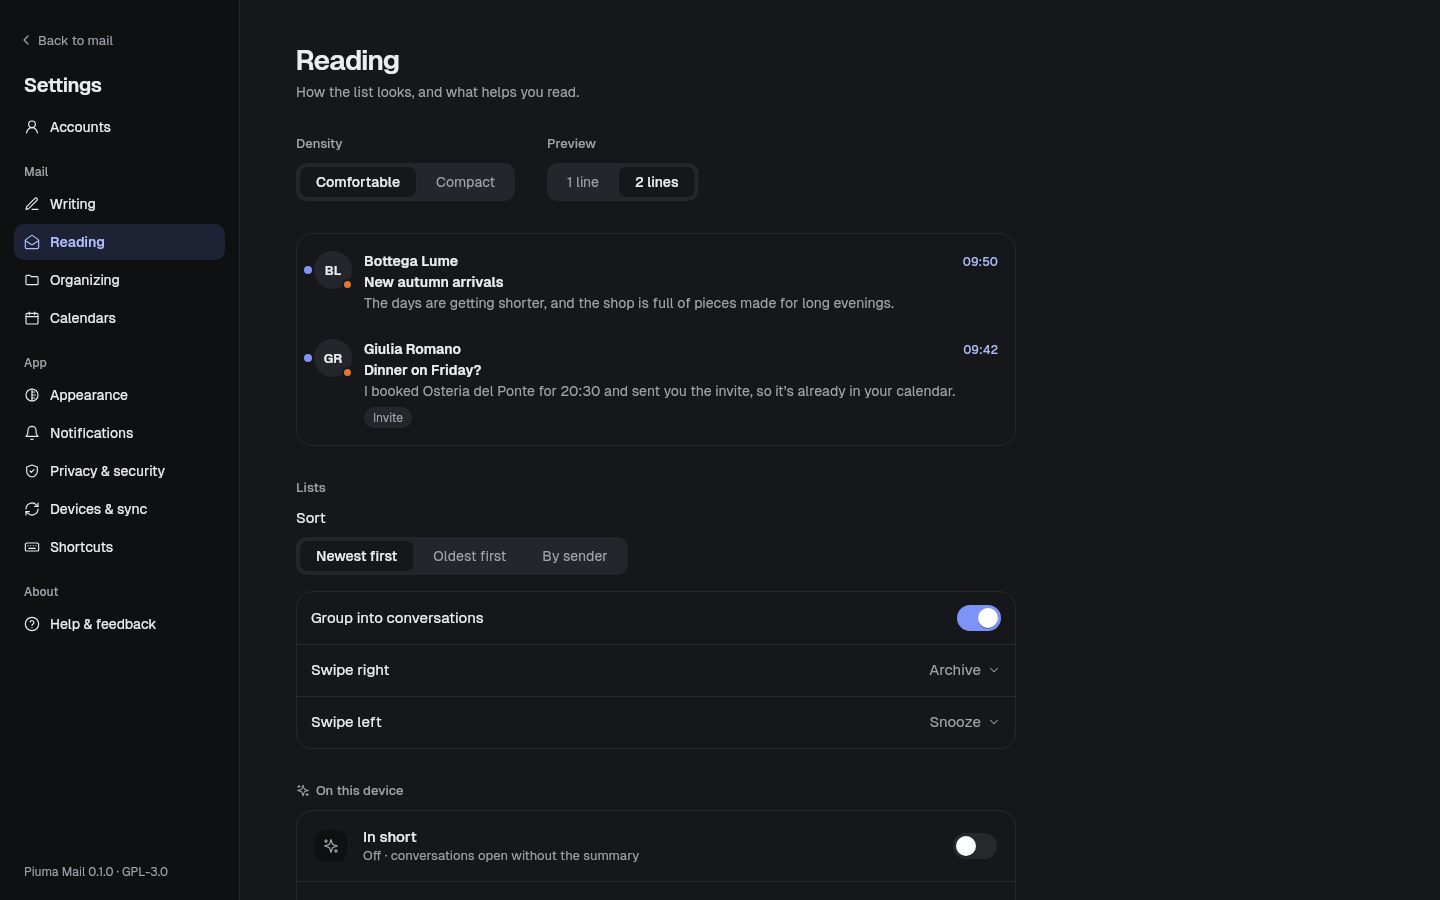 Back to mail
Settings
Accounts
Mail
Writing
Reading
Organizing
Calendars
App
Appearance
Notifications
Privacy & security
Devices & sync
Shortcuts
About
Help & feedback
Piuma Mail 0.1.0 · GPL-3.0
Reading
How the list looks, and what helps you read.
Density
Preview
Comfortable
Compact
1 line
2 lines
BL
Bottega Lume
09:50
New autumn arrivals
The days are getting shorter, and the shop is full of pieces made for long evenings.
GR
Giulia Romano
09:42
Dinner on Friday?
I booked Osteria del Ponte for 20:30 and sent you the invite, so it's already in your calendar.
Invite
Lists
Sort
Newest first
Oldest first
By sender
Group into conversations
Swipe right
Archive
Swipe left
Snooze
On this device
In short
Off · conversations open without the summary